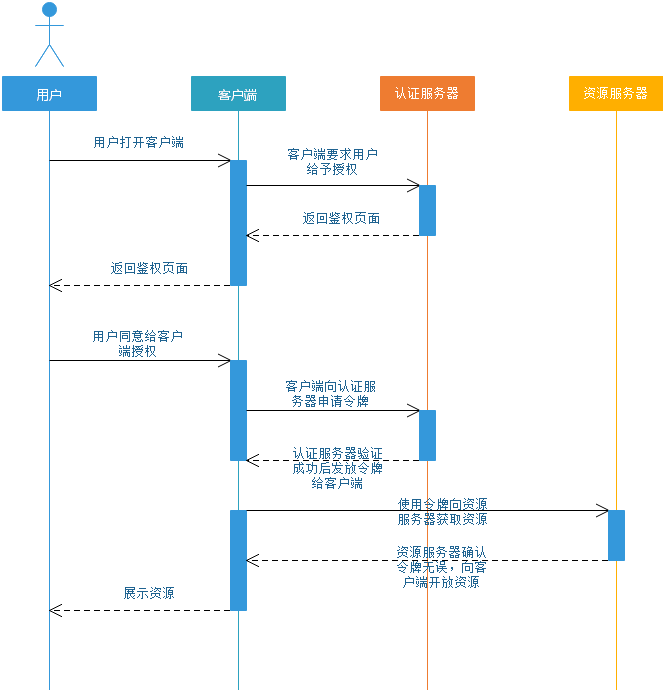 用户
客户端
认证服务器
资源服务器
用户打开客户端
客户端要求用户
给予授权
返回鉴权页面
返回鉴权页面
用户同意给客户
端授权
客户端向认证服
务器申请令牌
认证服务器验证
成功后发放令牌
给客户端
使用令牌向资源
服务器获取资源
资源服务器确认
令牌无误，向客
户端开放资源
展示资源